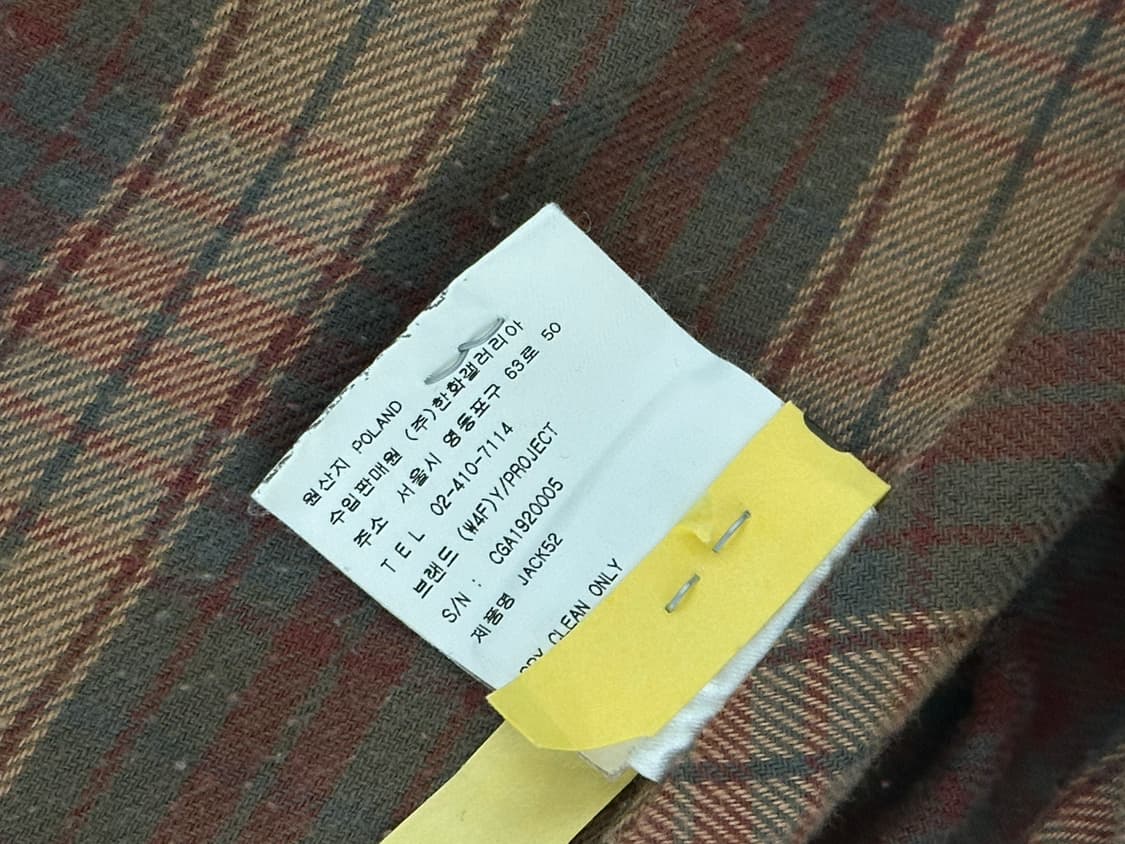 원산지 POLAND
수입판매원 (주)한화갤러리아
주소 서울시 영등포구 63로 50
T E L 02-410-7114
브랜드 (W4F)Y/PROJECT
S/N : CGA1920005
제품명 JACK52
DRY CLEAN ONLY